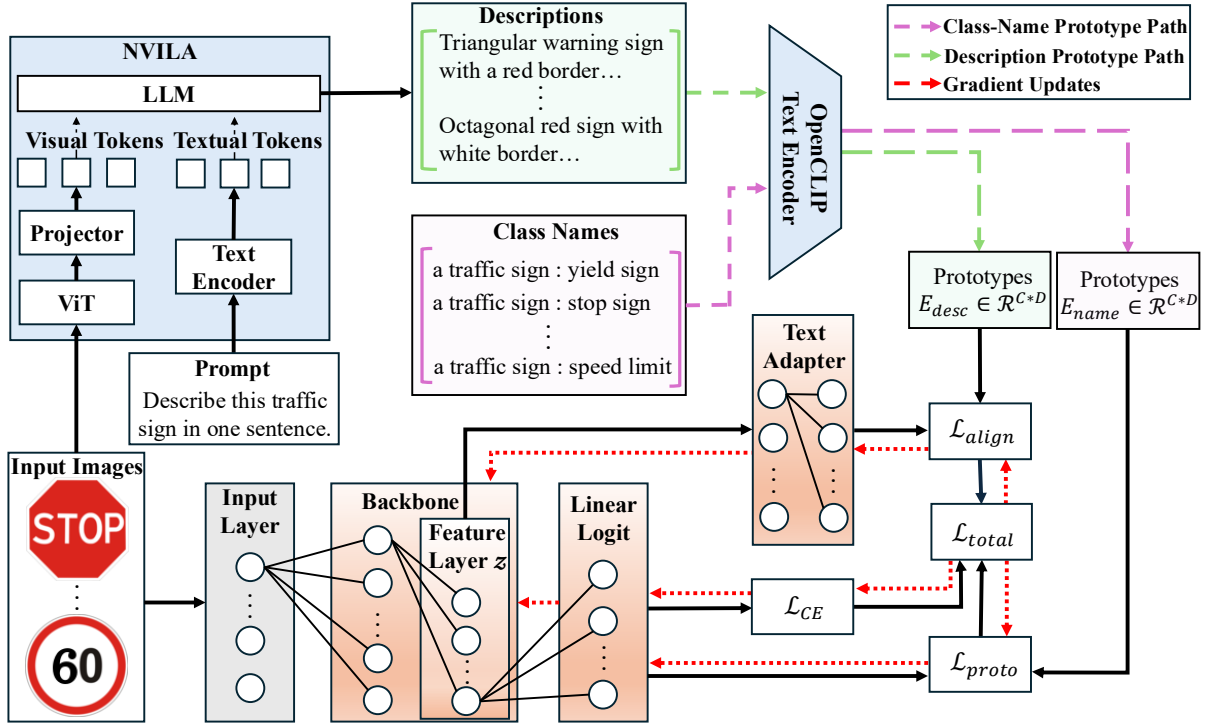 NVILA
LLM
Visual Tokens
Textual Tokens
Projector
Text
Encoder
ViT
Prompt
Describe this traffic
sign in one sentence.
Descriptions
Triangular warning sign
with a red border…
⋮
Octagonal red sign with
white border…
Class Names
a traffic sign : yield sign
a traffic sign : stop sign
⋮
a traffic sign : speed limit
OpenCLIP
Text Encoder
Class-Name Prototype Path
Description Prototype Path
Gradient Updates
Prototypes
E_desc ∈ ℛ^{C*D}
Prototypes
E_name ∈ ℛ^{C*D}
Text
Adapter
ℒ_align
ℒ_total
ℒ_CE
ℒ_proto
Input Images
STOP
60
Input
Layer
Backbone
Feature
Layer z
Linear
Logit